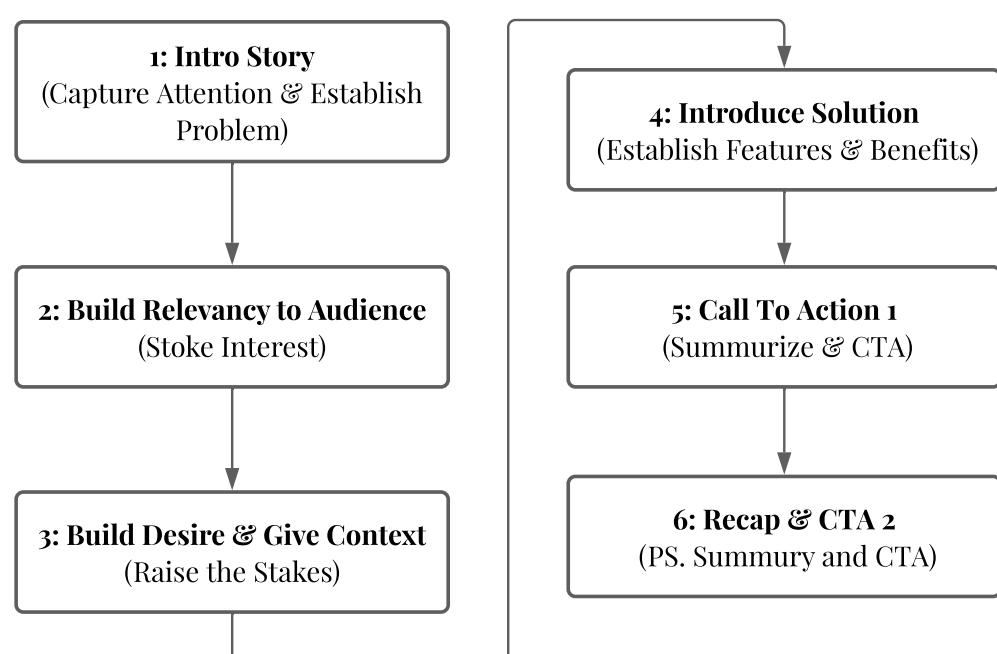 1: Intro Story
(Capture Attention & Establish
Problem)
2: Build Relevancy to Audience
(Stoke Interest)
3: Build Desire & Give Context
(Raise the Stakes)
4: Introduce Solution
(Establish Features & Benefits)
5: Call To Action 1
(Summurize & CTA)
6: Recap & CTA 2
(PS. Summury and CTA)